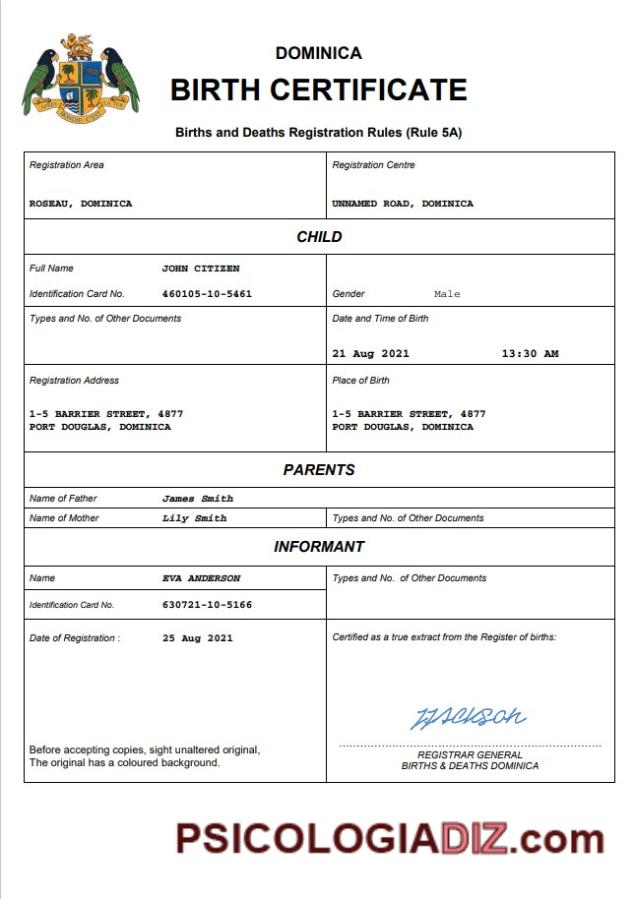 DOMINICA
BIRTH CERTIFICATE
Births and Deaths Registration Rules (Rule 5A)
Registration Area
Registration Centre
ROSEAU, DOMINICA
UNNAMED ROAD, DOMINICA
CHILD
Full Name JOHN CITIZEN
Identification Card No. 460105-10-5461
Gender Male
Types and No. of Other Documents
Date and Time of Birth
21 Aug 2021 13:30 AM
Registration Address
Place of Birth
1-5 BARRIER STREET, 4877
PORT DOUGLAS, DOMINICA
1-5 BARRIER STREET, 4877
PORT DOUGLAS, DOMINICA
PARENTS
Name of Father James Smith
Name of Mother Lily Smith
Types and No. of Other Documents
INFORMANT
Name EVA ANDERSON
Types and No. of Other Documents
Identification Card No. 630721-10-5166
Date of Registration : 25 Aug 2021
Certified as a true extract from the Register of births:
JJackson
Before accepting copies, sight unaltered original,
The original has a coloured background.
REGISTRAR GENERAL
BIRTHS & DEATHS DOMINICA
PSICOLOGIADIZ.com